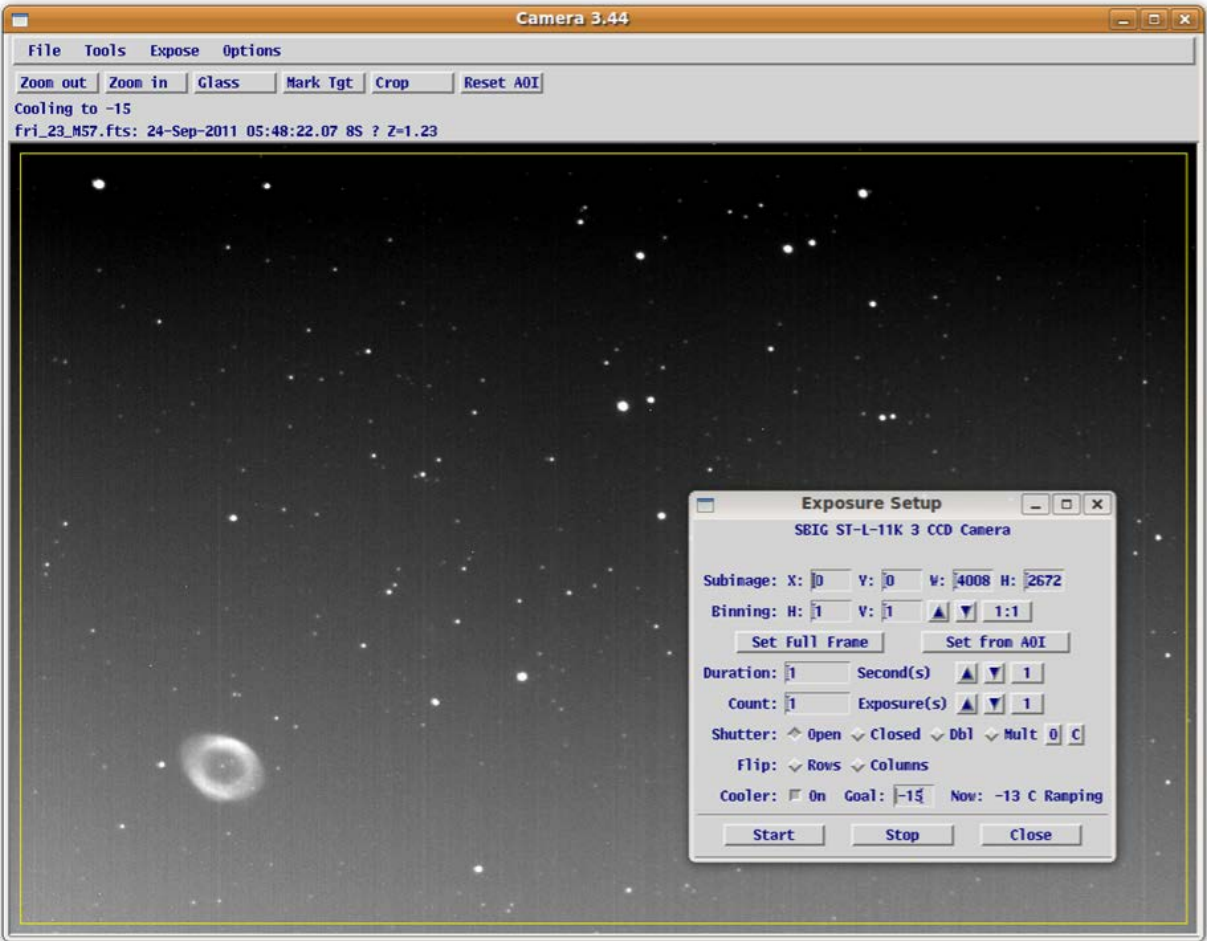 Camera 3.44
File Tools Expose Options
Zoom out Zoom in Glass Mark Tgt Crop Reset AOI
Cooling to -15
fri_23_M57.fts: 24-Sep-2011 05:48:22.07 8S ? Z=1.23
Exposure Setup
SBIG ST-L-11K 3 CCD Camera
Subimage: X: 0 Y: 0 W: 4008 H: 2672
Binning: H: 1 V: 1 1:1
Set Full Frame Set from AOI
Duration: 1 Second(s) 1
Count: 1 Exposure(s) 1
Shutter: Open Closed Dbl Mult O C
Flip: Rows Columns
Cooler: On Goal: -15 Now: -13 C Ramping
Start Stop Close